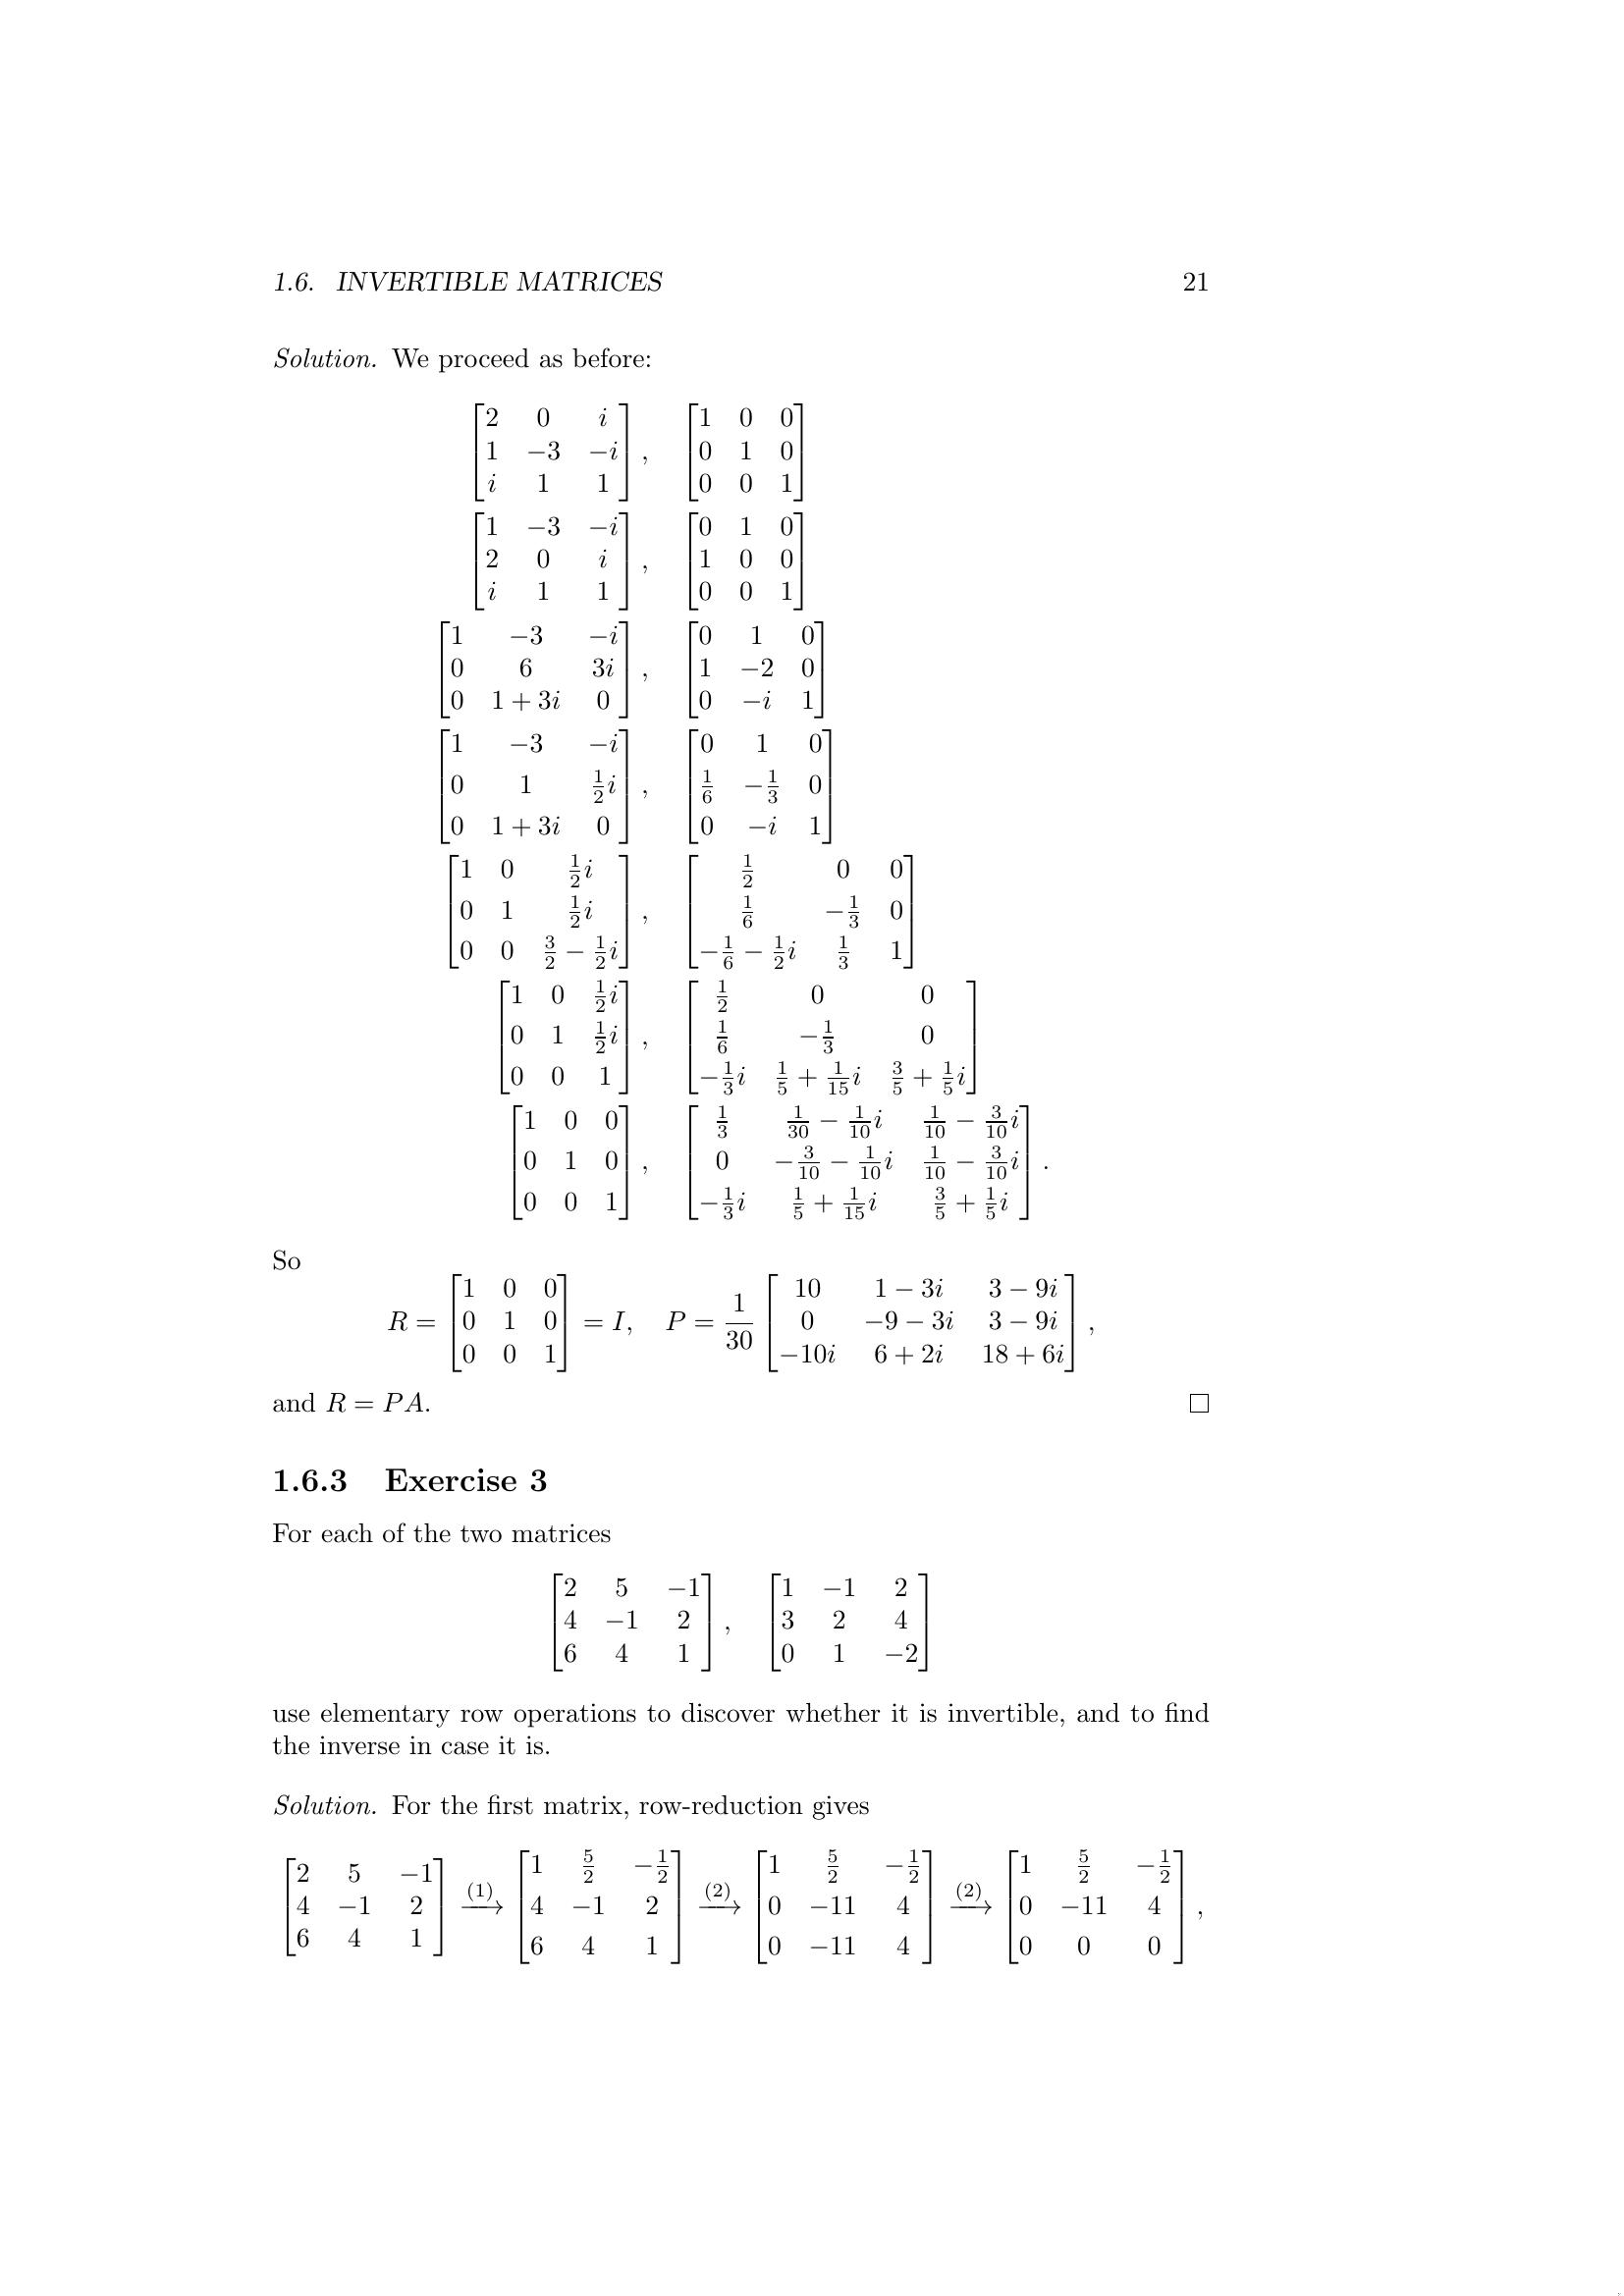 1.6. INVERTIBLE MATRICES 21
Solution. We proceed as before:
\begin{bmatrix} 2 & 0 & i \\ 1 & -3 & -i \\ i & 1 & 1 \end{bmatrix}, \begin{bmatrix} 1 & 0 & 0 \\ 0 & 1 & 0 \\ 0 & 0 & 1 \end{bmatrix}
\begin{bmatrix} 1 & -3 & -i \\ 2 & 0 & i \\ i & 1 & 1 \end{bmatrix}, \begin{bmatrix} 0 & 1 & 0 \\ 1 & 0 & 0 \\ 0 & 0 & 1 \end{bmatrix}
\begin{bmatrix} 1 & -3 & -i \\ 0 & 6 & 3i \\ 0 & 1+3i & 0 \end{bmatrix}, \begin{bmatrix} 0 & 1 & 0 \\ 1 & -2 & 0 \\ 0 & -i & 1 \end{bmatrix}
\begin{bmatrix} 1 & -3 & -i \\ 0 & 1 & \frac{1}{2}i \\ 0 & 1+3i & 0 \end{bmatrix}, \begin{bmatrix} 0 & 1 & 0 \\ \frac{1}{6} & -\frac{1}{3} & 0 \\ 0 & -i & 1 \end{bmatrix}
\begin{bmatrix} 1 & 0 & \frac{1}{2}i \\ 0 & 1 & \frac{1}{2}i \\ 0 & 0 & \frac{3}{2}-\frac{1}{2}i \end{bmatrix}, \begin{bmatrix} \frac{1}{2} & 0 & 0 \\ \frac{1}{6} & -\frac{1}{3} & 0 \\ -\frac{1}{6}-\frac{1}{2}i & \frac{1}{3} & 1 \end{bmatrix}
\begin{bmatrix} 1 & 0 & \frac{1}{2}i \\ 0 & 1 & \frac{1}{2}i \\ 0 & 0 & 1 \end{bmatrix}, \begin{bmatrix} \frac{1}{2} & 0 & 0 \\ \frac{1}{6} & -\frac{1}{3} & 0 \\ -\frac{1}{3}i & \frac{1}{5}+\frac{1}{15}i & \frac{3}{5}+\frac{1}{5}i \end{bmatrix}
\begin{bmatrix} 1 & 0 & 0 \\ 0 & 1 & 0 \\ 0 & 0 & 1 \end{bmatrix}, \begin{bmatrix} \frac{1}{3} & \frac{1}{30}-\frac{1}{10}i & \frac{1}{10}-\frac{3}{10}i \\ 0 & -\frac{3}{10}-\frac{1}{10}i & \frac{1}{10}-\frac{3}{10}i \\ -\frac{1}{3}i & \frac{1}{5}+\frac{1}{15}i & \frac{3}{5}+\frac{1}{5}i \end{bmatrix}.
So
R = \begin{bmatrix} 1 & 0 & 0 \\ 0 & 1 & 0 \\ 0 & 0 & 1 \end{bmatrix} = I, P = \frac{1}{30} \begin{bmatrix} 10 & 1-3i & 3-9i \\ 0 & -9-3i & 3-9i \\ -10i & 6+2i & 18+6i \end{bmatrix},
and R = PA. □
1.6.3 Exercise 3
For each of the two matrices
\begin{bmatrix} 2 & 5 & -1 \\ 4 & -1 & 2 \\ 6 & 4 & 1 \end{bmatrix}, \begin{bmatrix} 1 & -1 & 2 \\ 3 & 2 & 4 \\ 0 & 1 & -2 \end{bmatrix}
use elementary row operations to discover whether it is invertible, and to find
the inverse in case it is.
Solution. For the first matrix, row-reduction gives
\begin{bmatrix} 2 & 5 & -1 \\ 4 & -1 & 2 \\ 6 & 4 & 1 \end{bmatrix} \xrightarrow{(1)} \begin{bmatrix} 1 & \frac{5}{2} & -\frac{1}{2} \\ 4 & -1 & 2 \\ 6 & 4 & 1 \end{bmatrix} \xrightarrow{(2)} \begin{bmatrix} 1 & \frac{5}{2} & -\frac{1}{2} \\ 0 & -11 & 4 \\ 0 & -11 & 4 \end{bmatrix} \xrightarrow{(2)} \begin{bmatrix} 1 & \frac{5}{2} & -\frac{1}{2} \\ 0 & -11 & 4 \\ 0 & 0 & 0 \end{bmatrix},